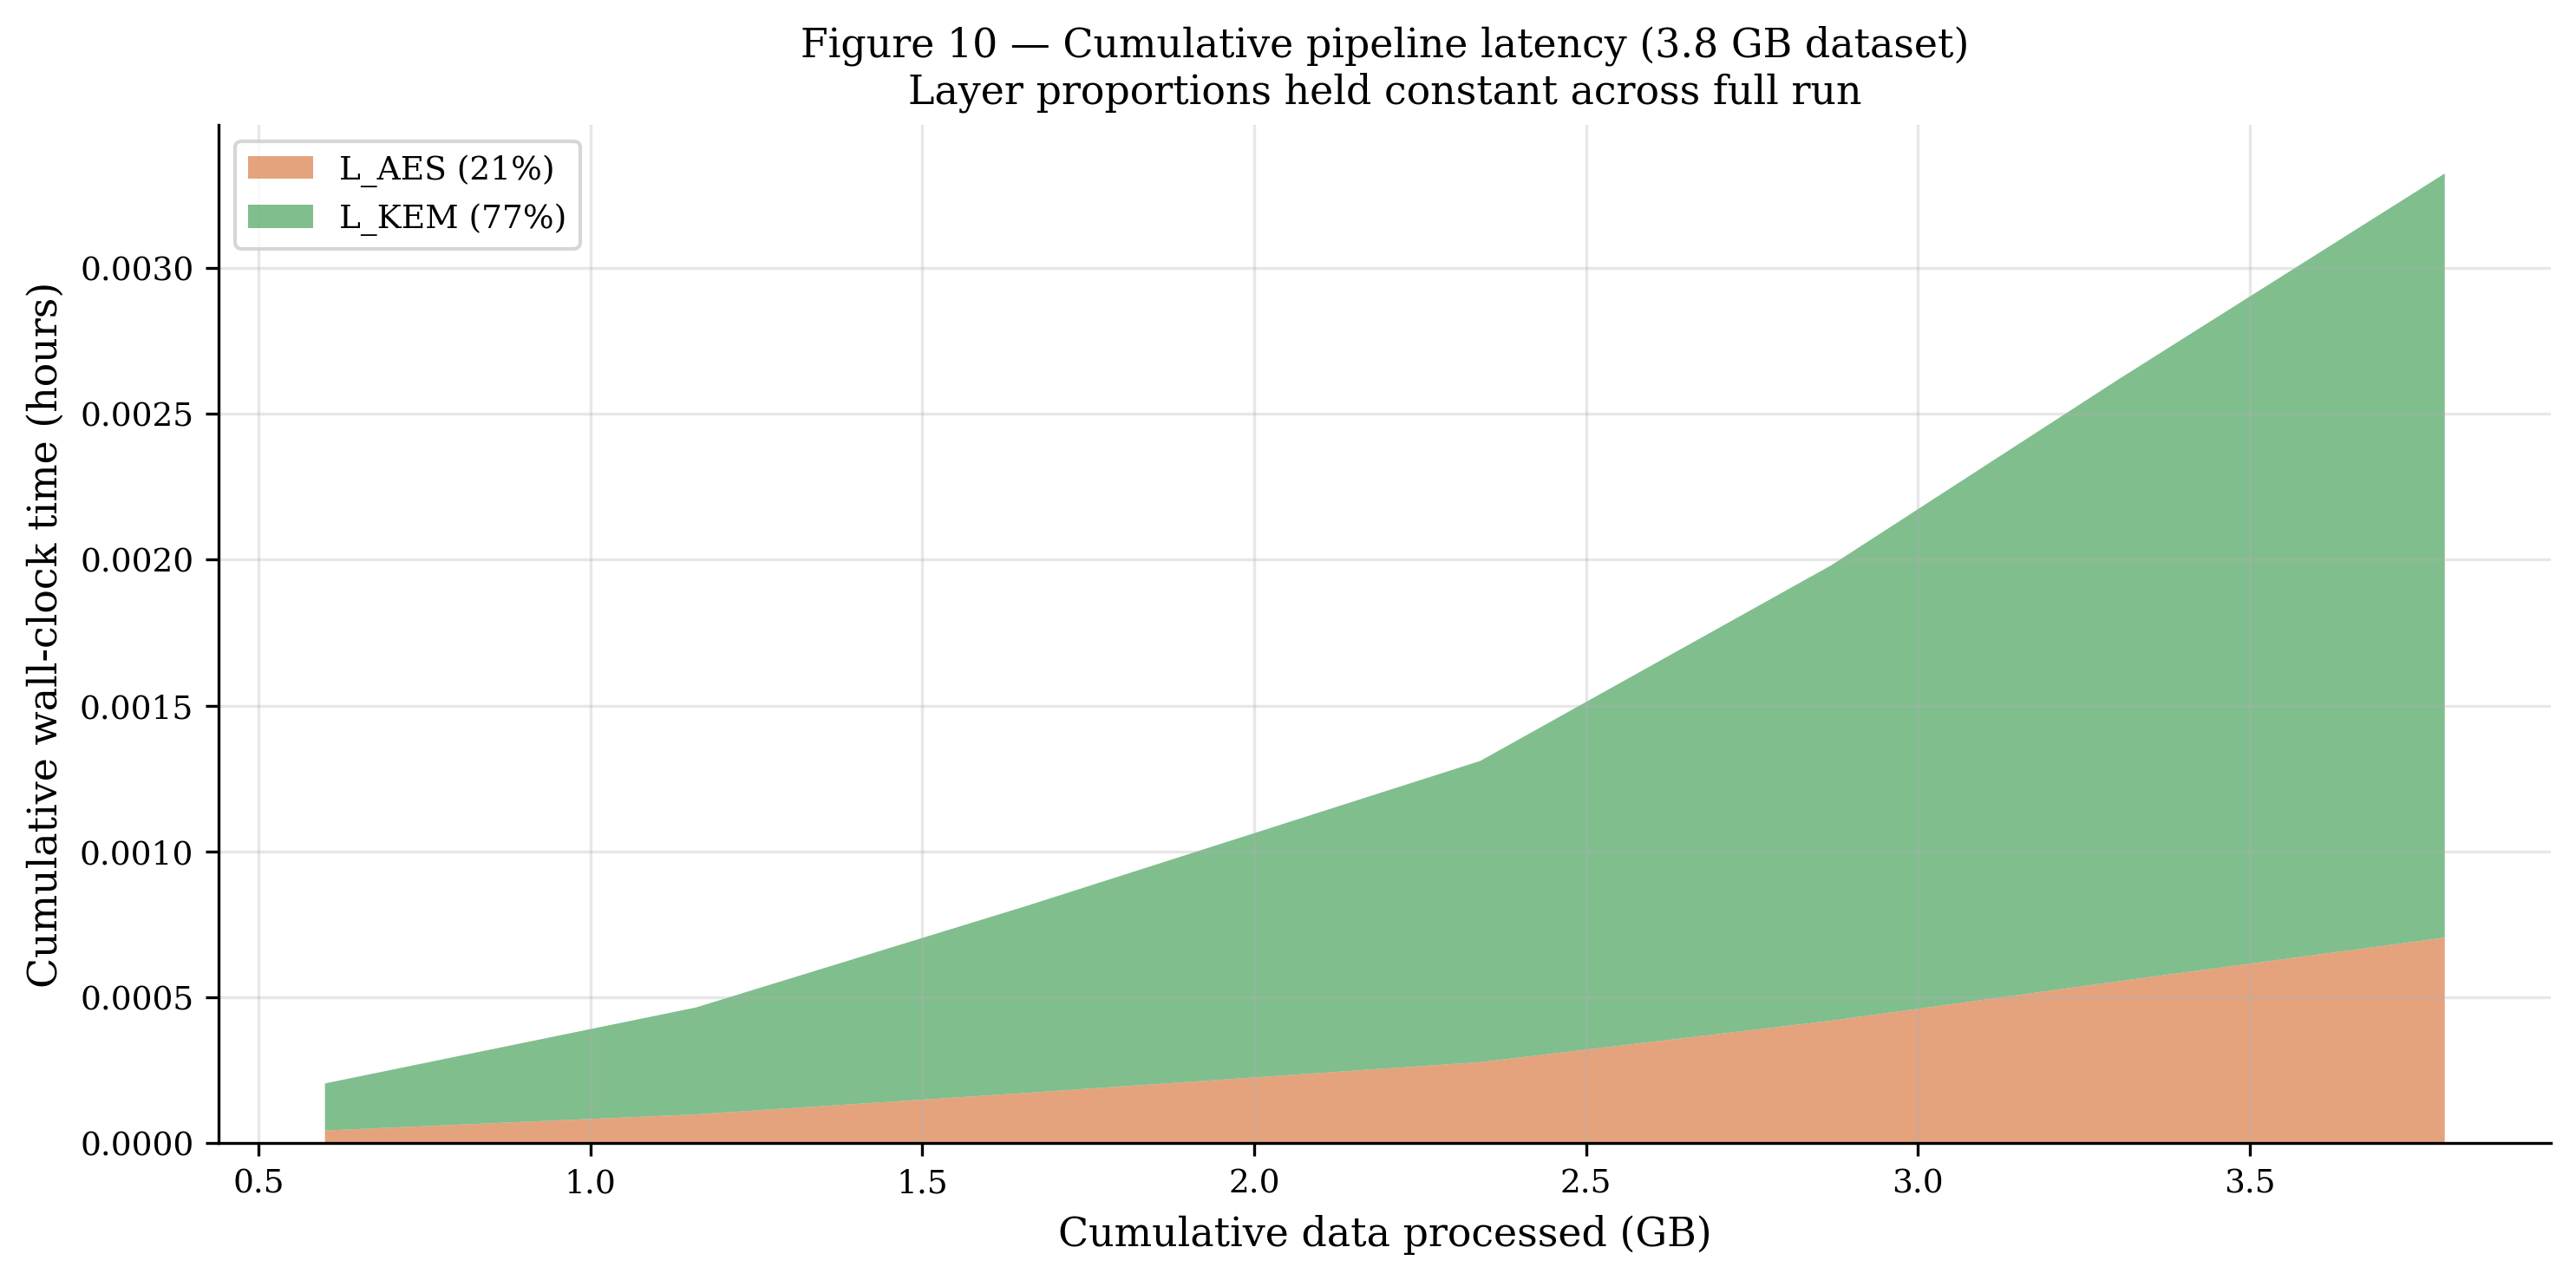 Figure 10 — Cumulative pipeline latency (3.8 GB dataset)
Layer proportions held constant across full run
L_AES (21%)
L_KEM (77%)
Cumulative wall-clock time (hours)
0.0030
0.0025
0.0020
0.0015
0.0010
0.0005
0.0000
0.5 1.0 1.5 2.0 2.5 3.0 3.5
Cumulative data processed (GB)